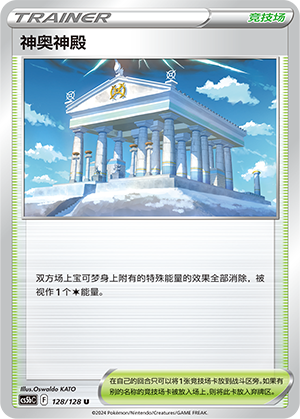 TRAINER 竞技场
神奥神殿
双方场上宝可梦身上附有的特殊能量的效果全部消除，被
视作1个✶能量。
Illus.Oswaldo KATO
CS5bC F 128/128 U
在自己的回合只可以将1张竞技场卡放到战斗区旁。如果有
别的名称的竞技场卡被放入场上，则将此卡放入弃牌区。
©2024 Pokémon/Nintendo/Creatures/GAME FREAK.